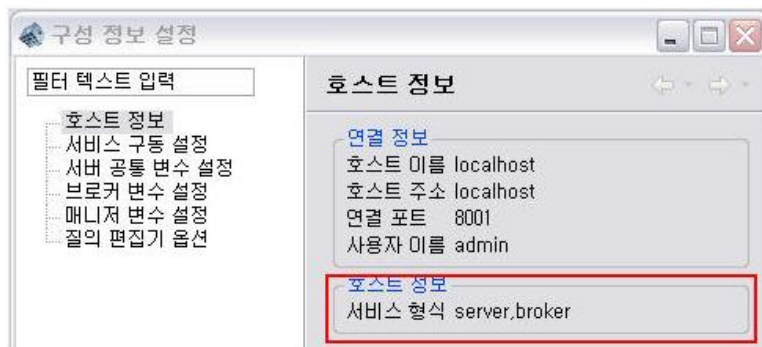 구성 정보 설정
필터 텍스트 입력
호스트 정보
서비스 구동 설정
서버 공통 변수 설정
브로커 변수 설정
매니저 변수 설정
질의 편집기 옵션
호스트 정보
연결 정보
호스트 이름 localhost
호스트 주소 localhost
연결 포트 8001
사용자 이름 admin
호스트 정보
서비스 형식 server,broker